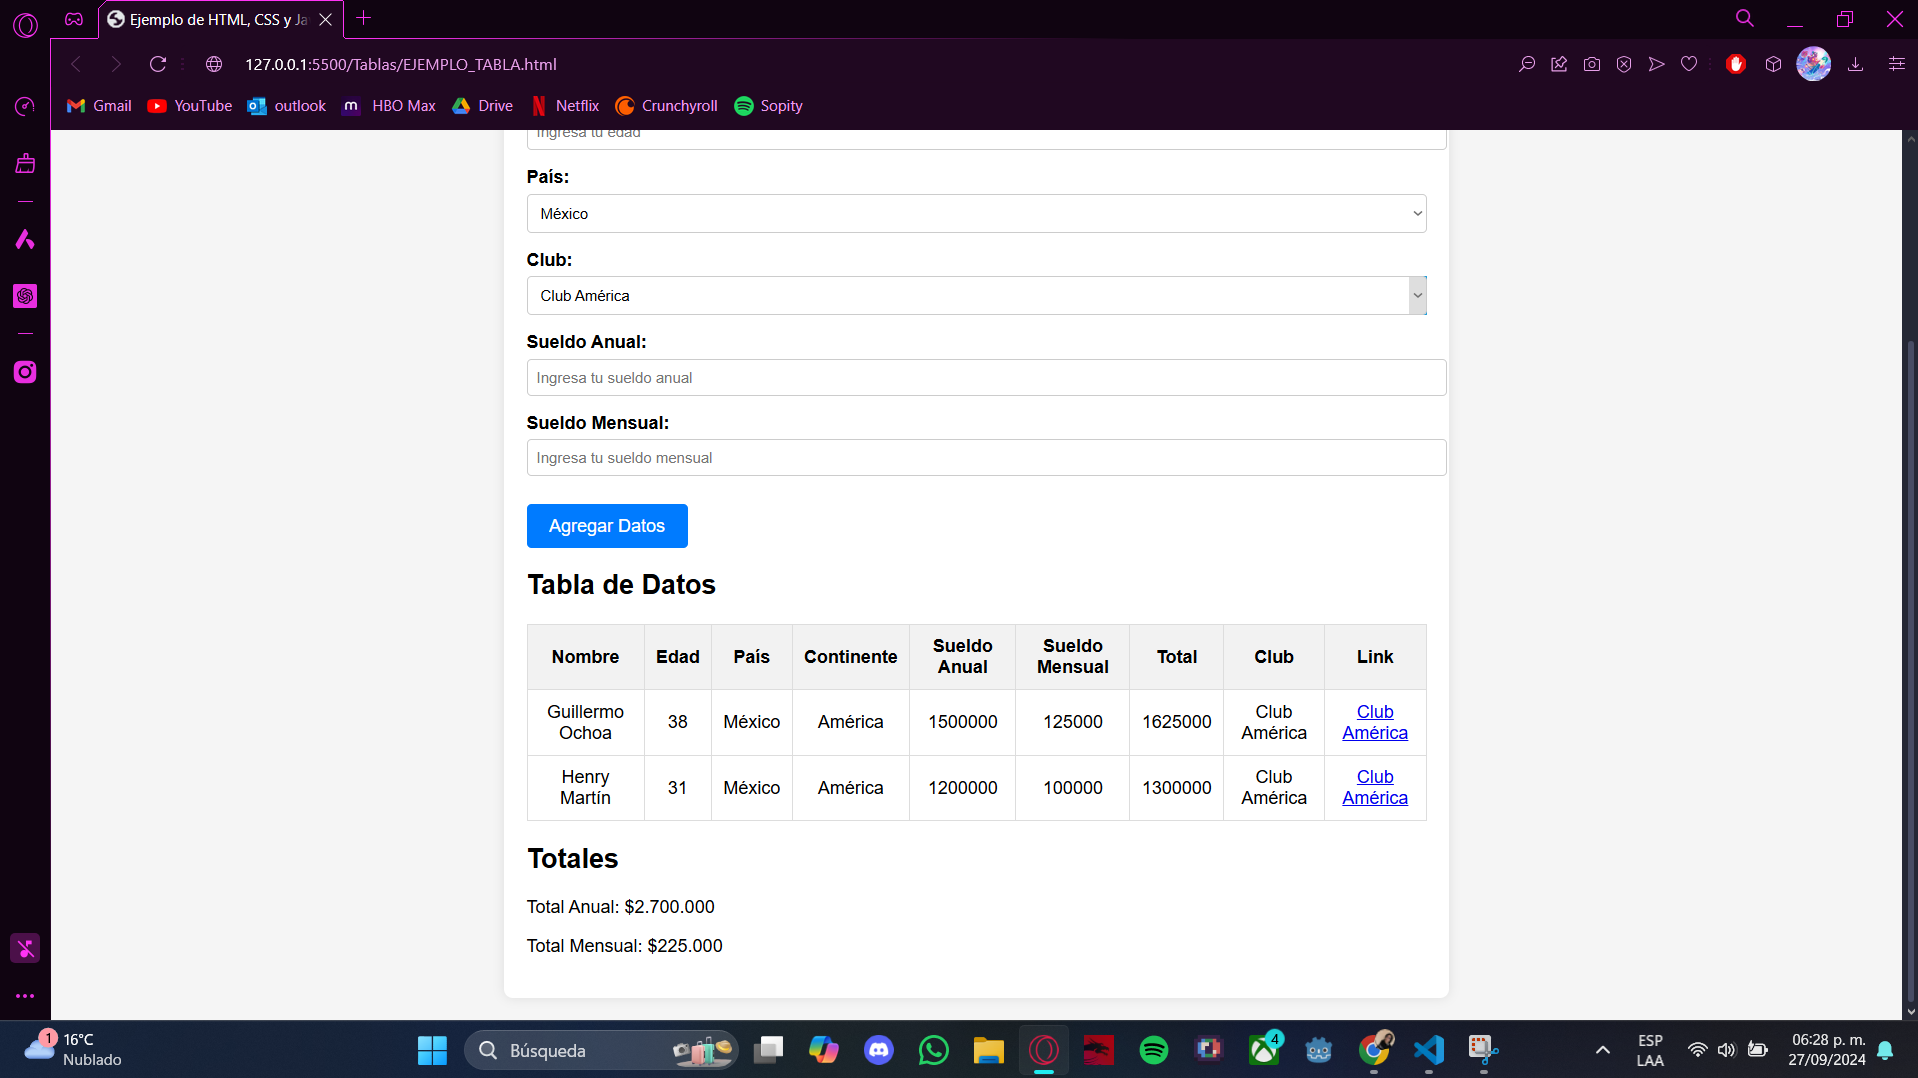 Ejemplo de HTML, CSS y Ja
127.0.0.1:5500/Tablas/EJEMPLO_TABLA.html
Gmail YouTube outlook HBO Max Drive Netflix Crunchyroll Sopity
Ingresa tu edad
País:
México
Club:
Club América
Sueldo Anual:
Ingresa tu sueldo anual
Sueldo Mensual:
Ingresa tu sueldo mensual
Agregar Datos
Tabla de Datos
Nombre Edad País Continente Sueldo Anual Sueldo Mensual Total Club Link
Guillermo Ochoa 38 México América 1500000 125000 1625000 Club América Club América
Henry Martín 31 México América 1200000 100000 1300000 Club América Club América
Totales
Total Anual: $2.700.000
Total Mensual: $225.000
1
16°C
Nublado
Búsqueda
4
ESP
LAA
06:28 p. m.
27/09/2024